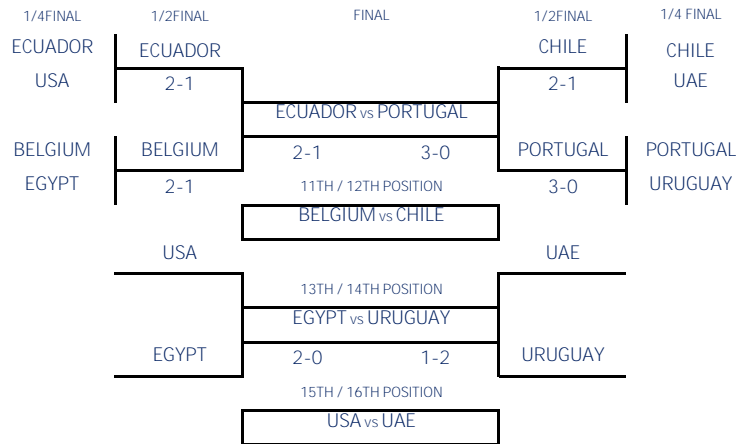 1/4FINAL 1/2FINAL FINAL 1/2FINAL 1/4 FINAL
ECUADOR ECUADOR CHILE CHILE
USA 2-1 2-1 UAE
ECUADOR vs PORTUGAL
BELGIUM BELGIUM 2-1 3-0 PORTUGAL PORTUGAL
EGYPT 2-1 11TH / 12TH POSITION 3-0 URUGUAY
BELGIUM vs CHILE
USA UAE
13TH / 14TH POSITION
EGYPT vs URUGUAY
EGYPT 2-0 1-2 URUGUAY
15TH / 16TH POSITION
USA vs UAE